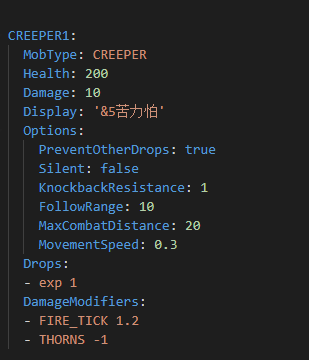 CREEPER1:
  MobType: CREEPER
  Health: 200
  Damage: 10
  Display: '&5苦力怕'
  Options:
    PreventOtherDrops: true
    Silent: false
    KnockbackResistance: 1
    FollowRange: 10
    MaxCombatDistance: 20
    MovementSpeed: 0.3
  Drops:
  - exp 1
  DamageModifiers:
  - FIRE_TICK 1.2
  - THORNS -1